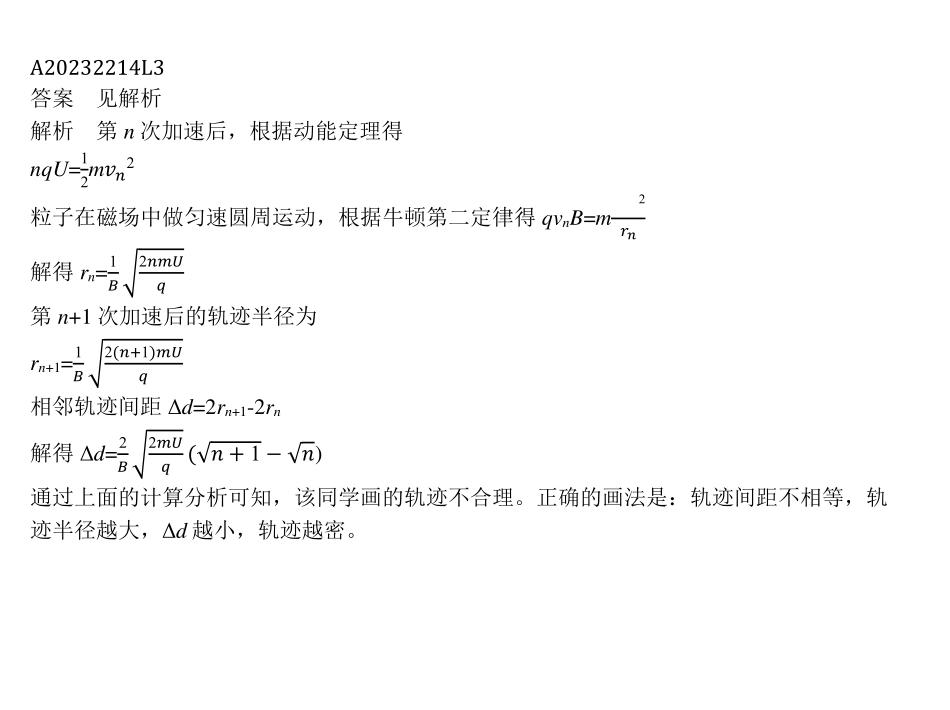 A20232214L3
答案 见解析
解析 第 n 次加速后，根据动能定理得
nqU=\frac{1}{2}mv_n^2
粒子在磁场中做匀速圆周运动，根据牛顿第二定律得 qv_nB=m\frac{^2}{r_n}
解得 r_n=\frac{1}{B}\sqrt{\frac{2nmU}{q}}
第 n+1 次加速后的轨迹半径为
r_{n+1}=\frac{1}{B}\sqrt{\frac{2(n+1)mU}{q}}
相邻轨迹间距 Δd=2r_{n+1}-2r_n
解得 Δd=\frac{2}{B}\sqrt{\frac{2mU}{q}}(\sqrt{n+1}-\sqrt{n})
通过上面的计算分析可知，该同学画的轨迹不合理。正确的画法是：轨迹间距不相等，轨
迹半径越大，Δd 越小，轨迹越密。